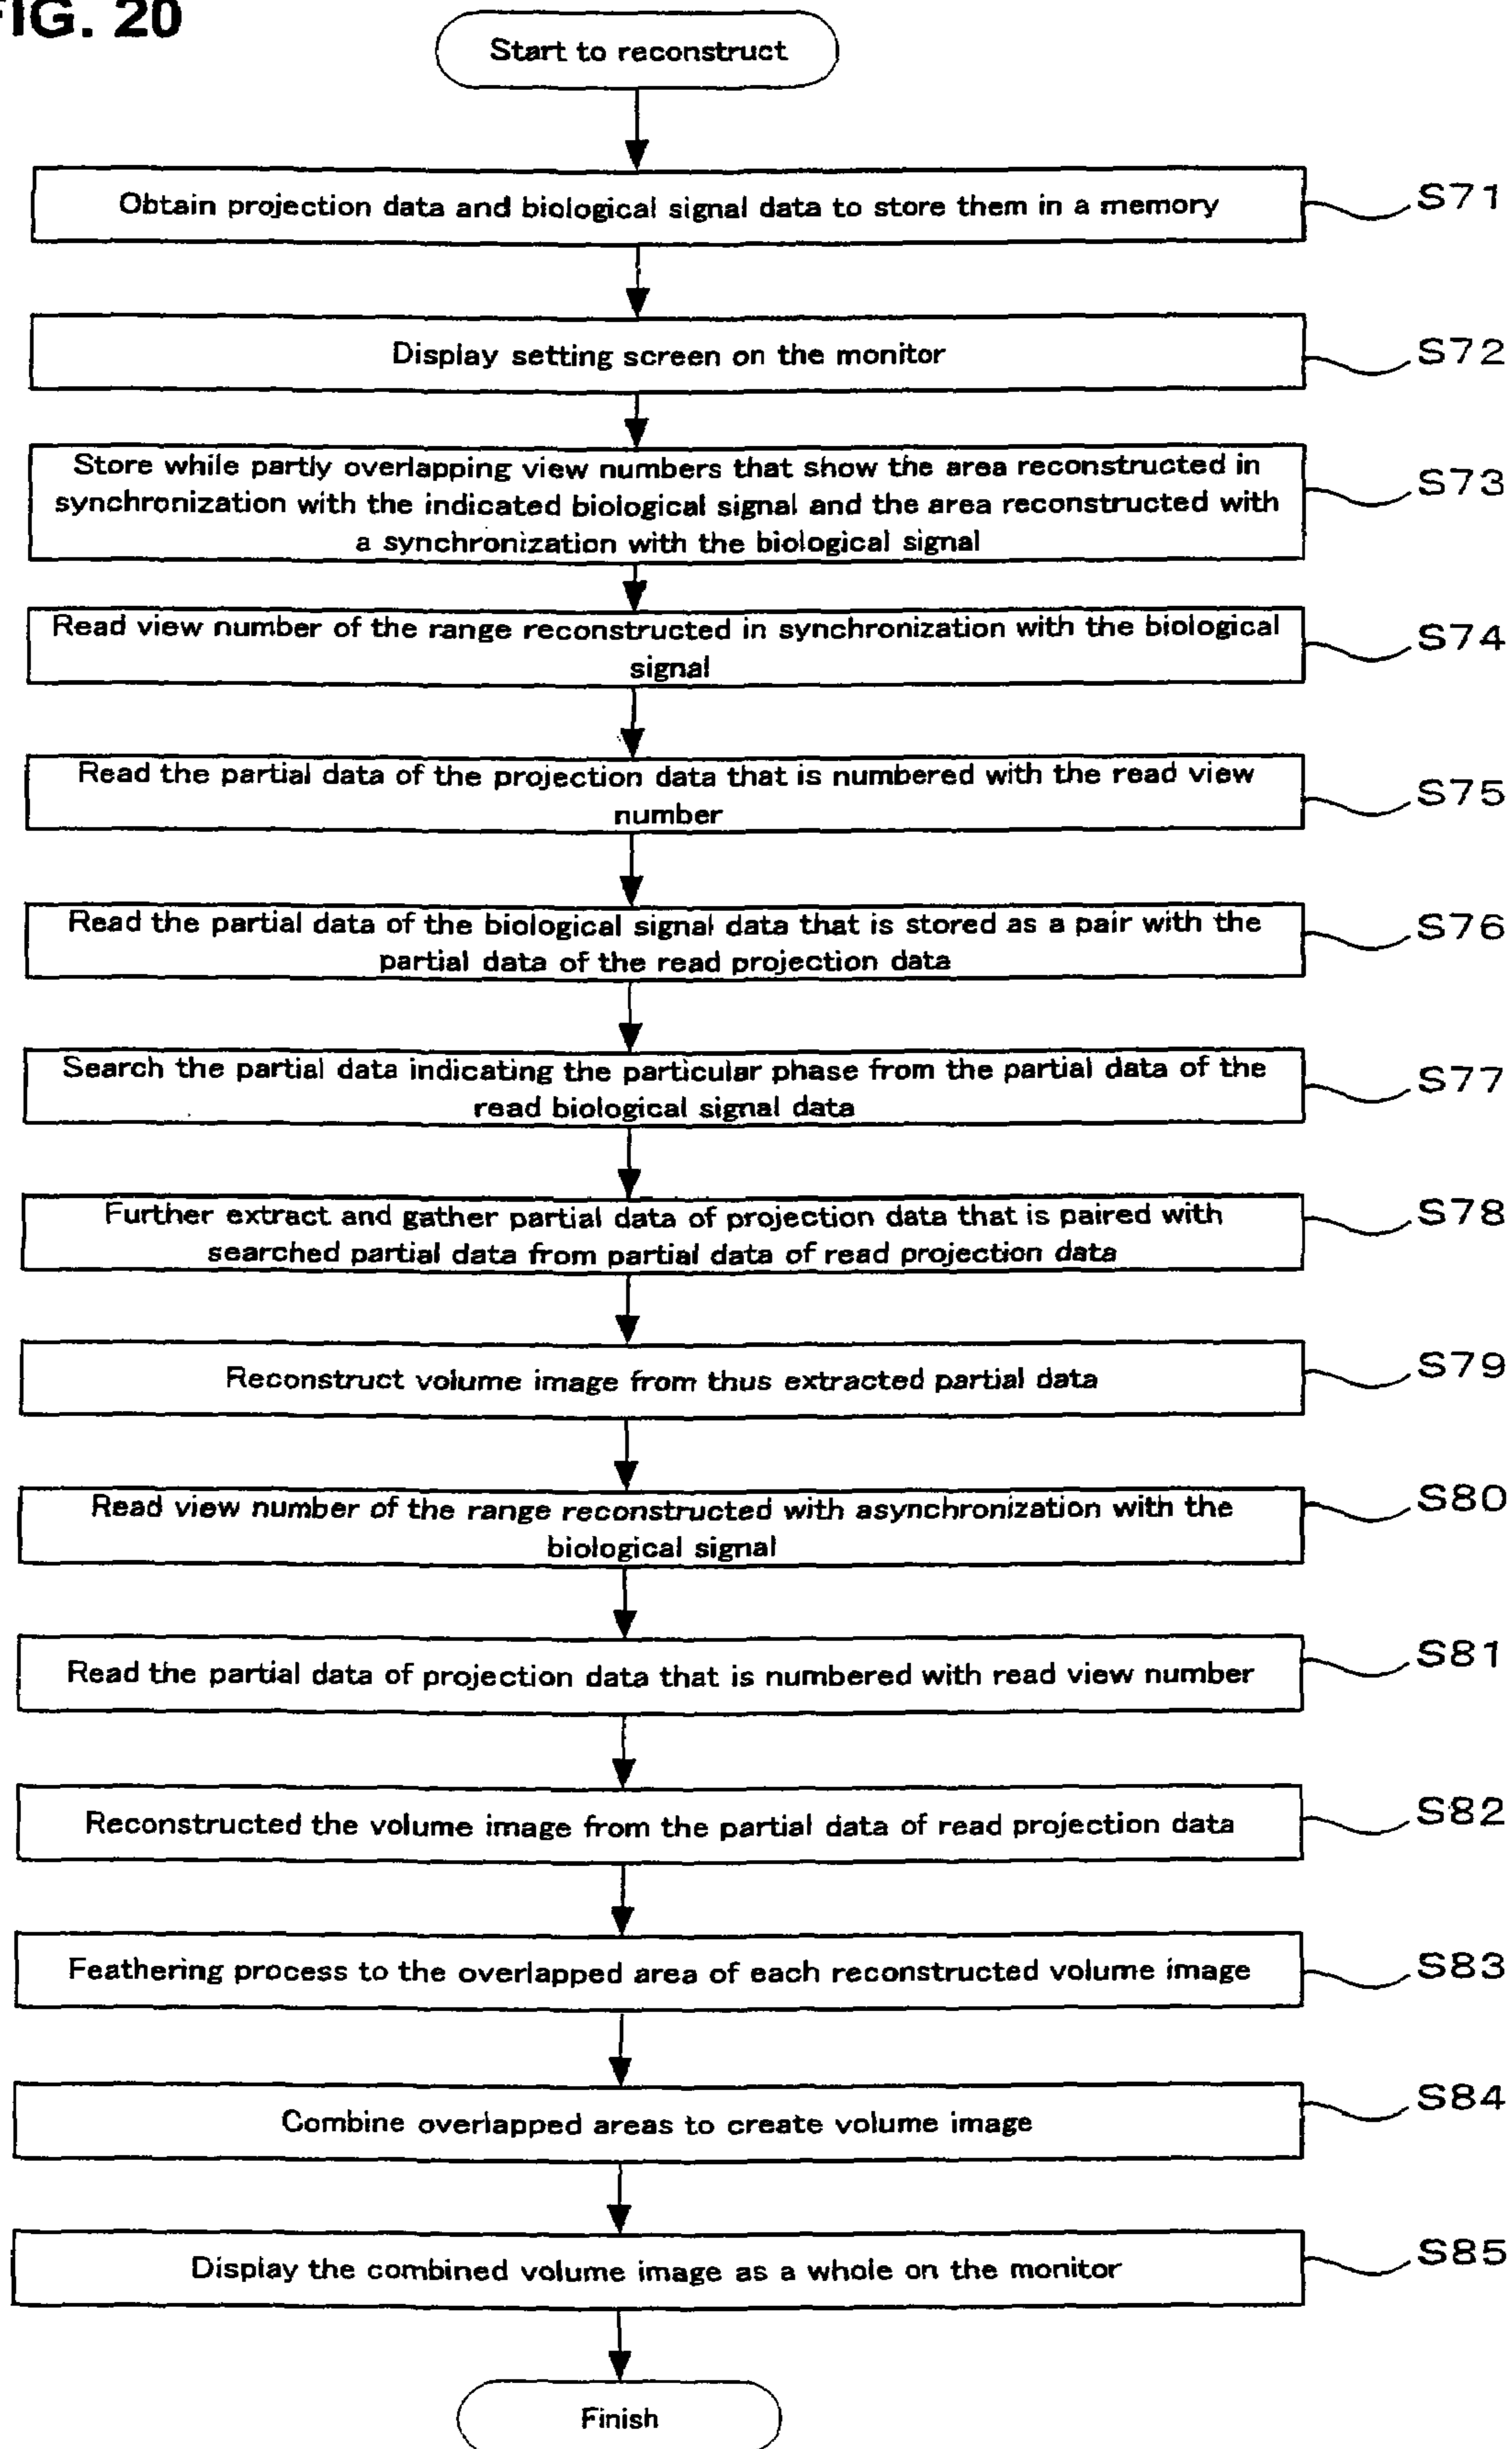 FIG. 20
Start to reconstruct
Obtain projection data and biological signal data to store them in a memory
S71
Display setting screen on the monitor
S72
Store while partly overlapping view numbers that show the area reconstructed in
synchronization with the indicated biological signal and the area reconstructed with
a synchronization with the biological signal
S73
Read view number of the range reconstructed in synchronization with the biological
signal
S74
Read the partial data of the projection data that is numbered with the read view
number
S75
Read the partial data of the biological signal data that is stored as a pair with the
partial data of the read projection data
S76
Search the partial data indicating the particular phase from the partial data of the
read biological signal data
S77
Further extract and gather partial data of projection data that is paired with
searched partial data from partial data of read projection data
S78
Reconstruct volume image from thus extracted partial data
S79
Read view number of the range reconstructed with asynchronization with the
biological signal
S80
Read the partial data of projection data that is numbered with read view number
S81
Reconstructed the volume image from the partial data of read projection data
S82
Feathering process to the overlapped area of each reconstructed volume image
S83
Combine overlapped areas to create volume image
S84
Display the combined volume image as a whole on the monitor
S85
Finish